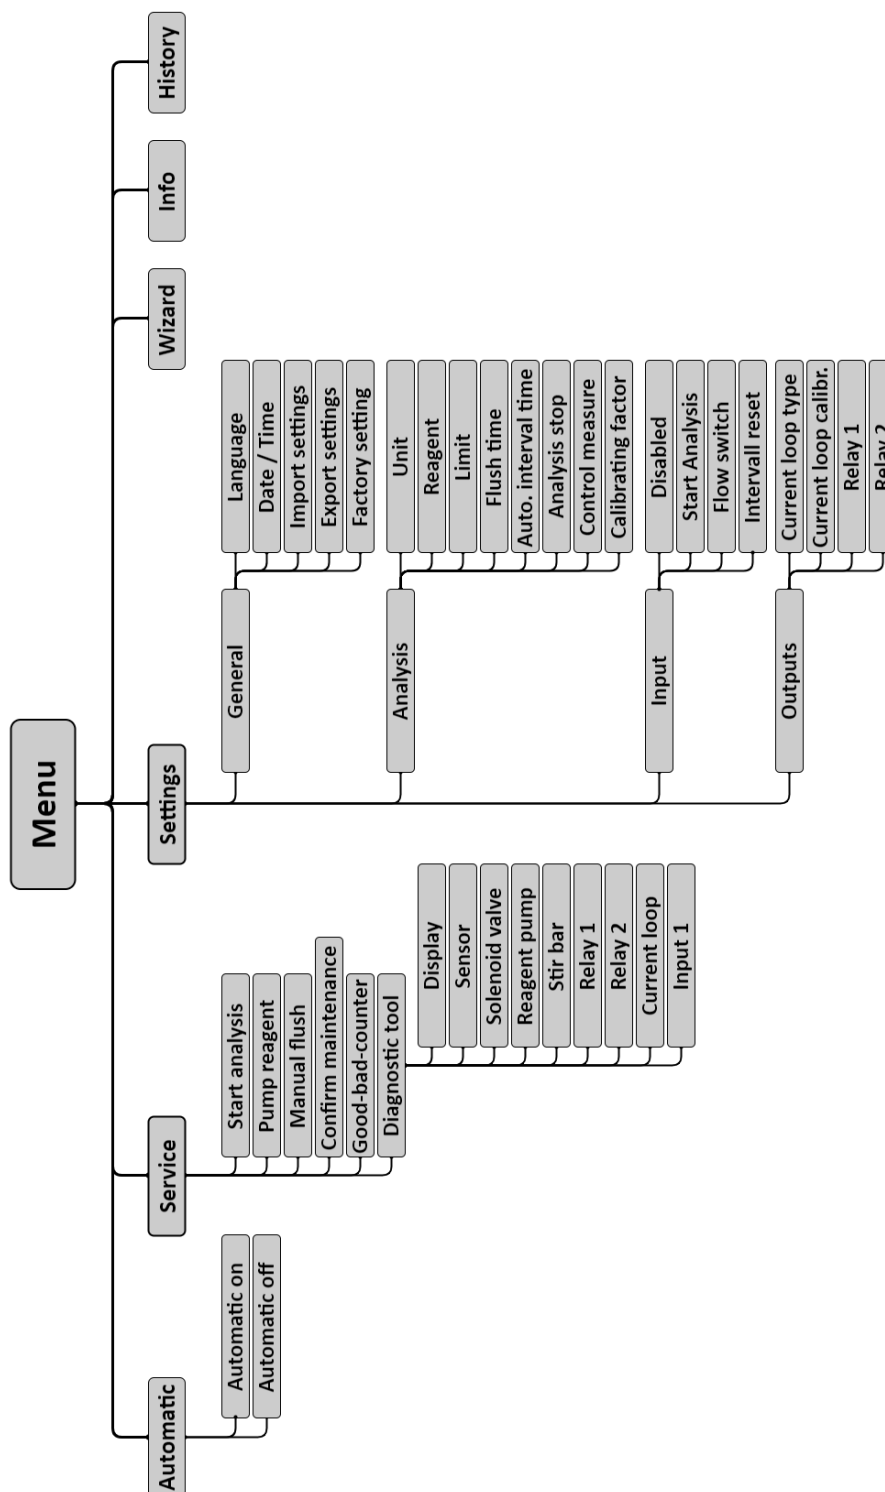 Menu
Automatic
Automatic on
Automatic off
Service
Start analysis
Pump reagent
Manual flush
Confirm maintenance
Good-bad-counter
Diagnostic tool
Display
Sensor
Solenoid valve
Reagent pump
Stir bar
Relay 1
Relay 2
Current loop
Input 1
Settings
General
Language
Date / Time
Import settings
Export settings
Factory setting
Analysis
Unit
Reagent
Limit
Flush time
Auto. interval time
Analysis stop
Control measure
Calibrating factor
Input
Disabled
Start Analysis
Flow switch
Intervall reset
Outputs
Current loop type
Current loop calibr.
Relay 1
Relay 2
Wizard
Info
History